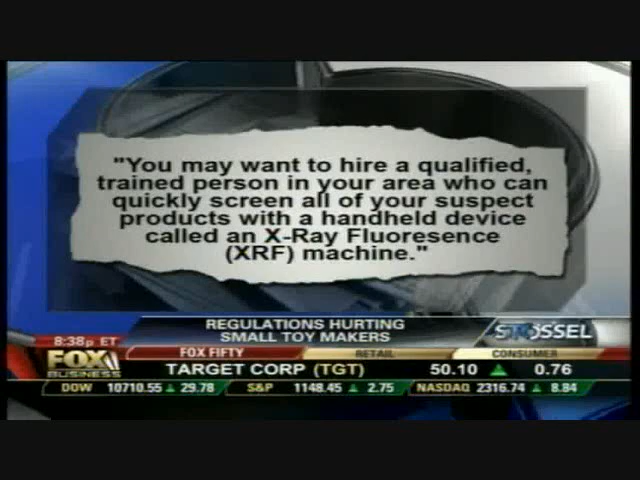 "You may want to hire a qualified,
trained person in your area who can
quickly screen all of your suspect
products with a handheld device
called an X-Ray Fluoresence
(XRF) machine."
REGULATIONS HURTING
SMALL TOY MAKERS
STOSSEL
8:38p ET
FOX BUSINESS
FOX FIFTY RETAIL CONSUMER
TARGET CORP (TGT) 50.10 ▲ 0.76
DOW 10710.55 ▲ 29.78 S&P 1148.45 ▲ 2.75 NASDAQ 2316.74 ▲ 8.84